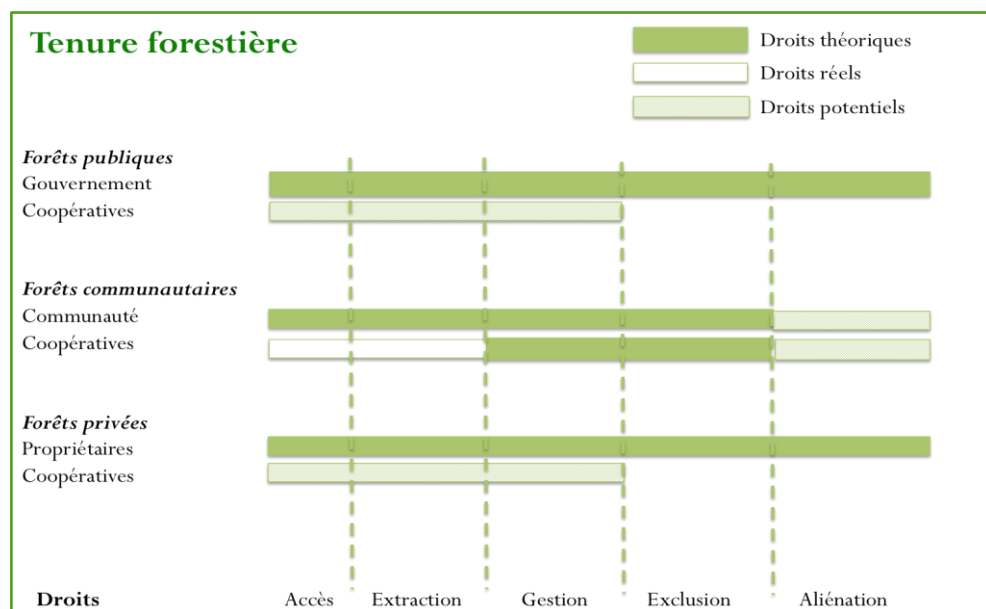 Tenure forestière
Droits théoriques
Droits réels
Droits potentiels
Forêts publiques
Gouvernement
Coopératives
Forêts communautaires
Communauté
Coopératives
Forêts privées
Propriétaires
Coopératives
Droits Accès Extraction Gestion Exclusion Aliénation